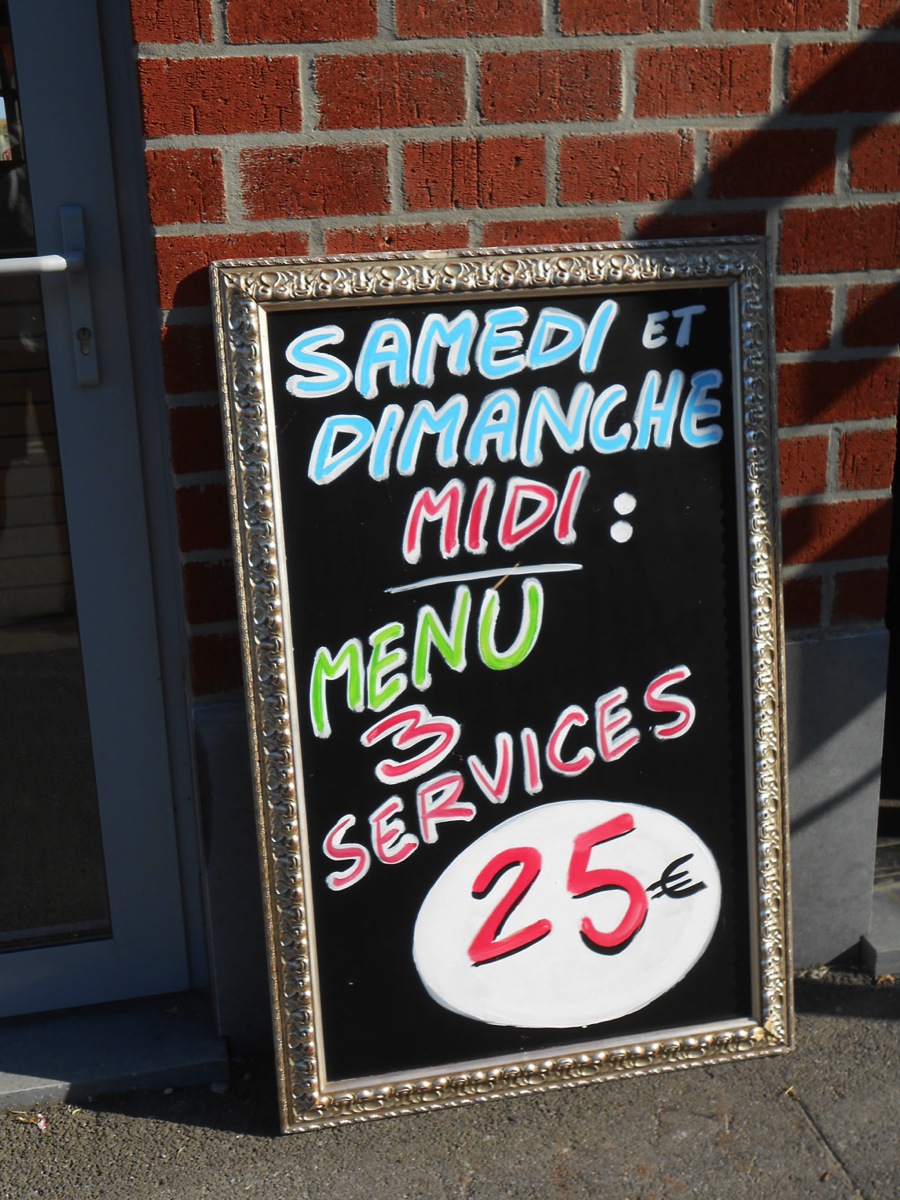 SAMEDI ET
DIMANCHE
MIDI :
MENU
3
SERVICES
25€